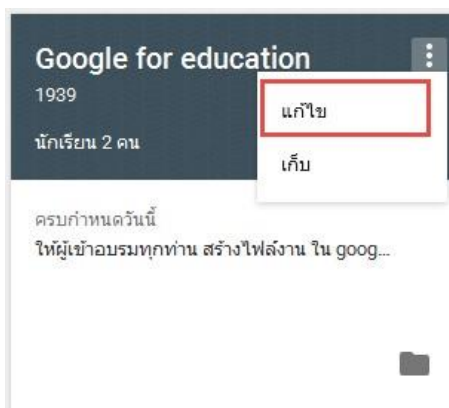 Google for education
1939
นักเรียน 2 คน
แก้ไข
เก็บ
ครบกำหนดวันนี้
ให้ผู้เข้าอบรมทุกท่าน สร้างไฟล์งาน ใน goog...